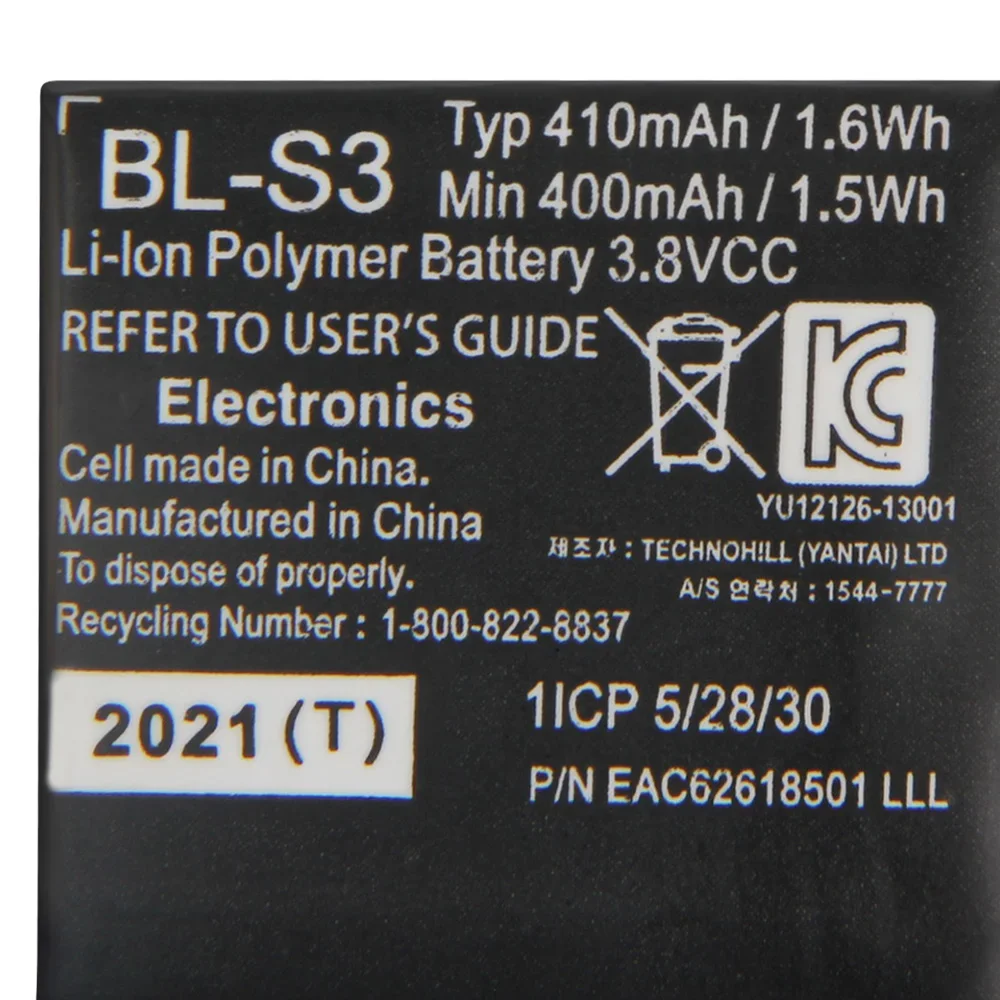 BL-S3
Typ 410mAh / 1.6Wh
Min 400mAh / 1.5Wh
Li-Ion Polymer Battery 3.8VCC
REFER TO USER'S GUIDE
Electronics
Cell made in China.
Manufactured in China
To dispose of properly.
Recycling Number : 1-800-822-8837
KC
YU12126-13001
제조자 : TECHNOHILL (YANTAI) LTD
A/S 연락처 : 1544-7777
2021 (T)
1ICP 5/28/30
P/N EAC62618501 LLL